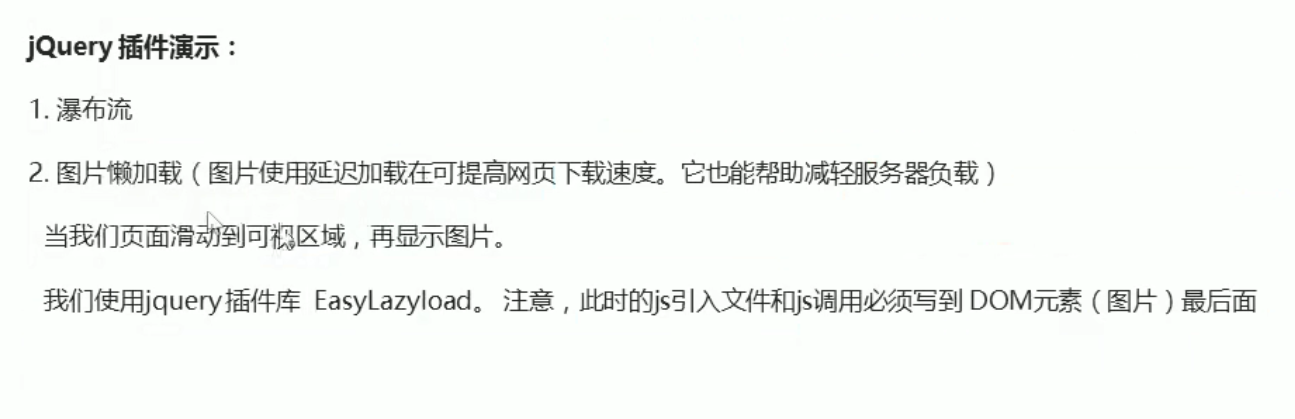 jQuery 插件演示：
1. 瀑布流
2. 图片懒加载（图片使用延迟加载在可提高网页下载速度。它也能帮助减轻服务器负载）
当我们页面滑动到可视区域，再显示图片。
我们使用jquery插件库 EasyLazyload。 注意，此时的js引入文件和js调用必须写到 DOM元素（图片）最后面